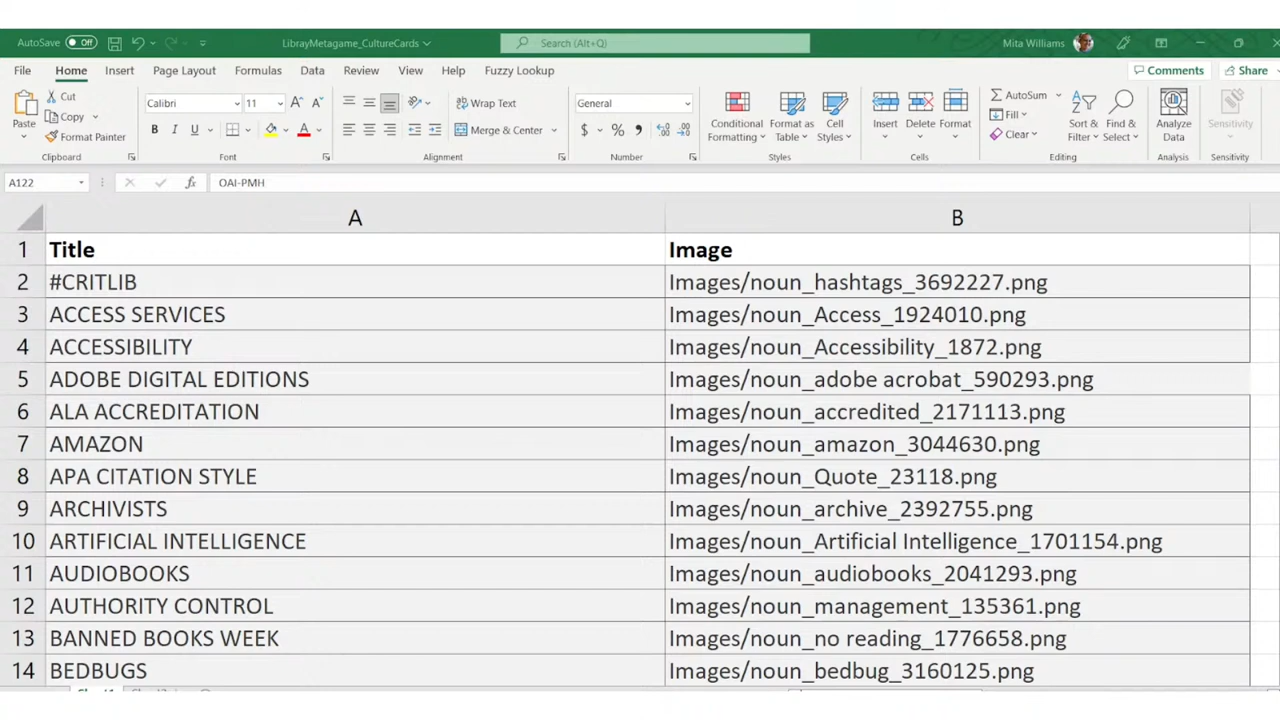 AutoSave Off LibrayMetagame_CultureCards Search (Alt+Q) Mita Williams
File Home Insert Page Layout Formulas Data Review View Help Fuzzy Lookup Comments Share
Paste Cut Copy Format Painter Clipboard
Calibri 11 B I U Font
Wrap Text Merge & Center Alignment
General $ % Number
Conditional Formatting Format as Table Cell Styles Styles
Insert Delete Format Cells
AutoSum Fill Clear Sort & Filter Find & Select Editing
Analyze Data Analysis
Sensitivity Sensitivity
A122 fx OAI-PMH
A B
1 Title Image
2 #CRITLIB Images/noun_hashtags_3692227.png
3 ACCESS SERVICES Images/noun_Access_1924010.png
4 ACCESSIBILITY Images/noun_Accessibility_1872.png
5 ADOBE DIGITAL EDITIONS Images/noun_adobe acrobat_590293.png
6 ALA ACCREDITATION Images/noun_accredited_2171113.png
7 AMAZON Images/noun_amazon_3044630.png
8 APA CITATION STYLE Images/noun_Quote_23118.png
9 ARCHIVISTS Images/noun_archive_2392755.png
10 ARTIFICIAL INTELLIGENCE Images/noun_Artificial Intelligence_1701154.png
11 AUDIOBOOKS Images/noun_audiobooks_2041293.png
12 AUTHORITY CONTROL Images/noun_management_135361.png
13 BANNED BOOKS WEEK Images/noun_no reading_1776658.png
14 BEDBUGS Images/noun_bedbug_3160125.png